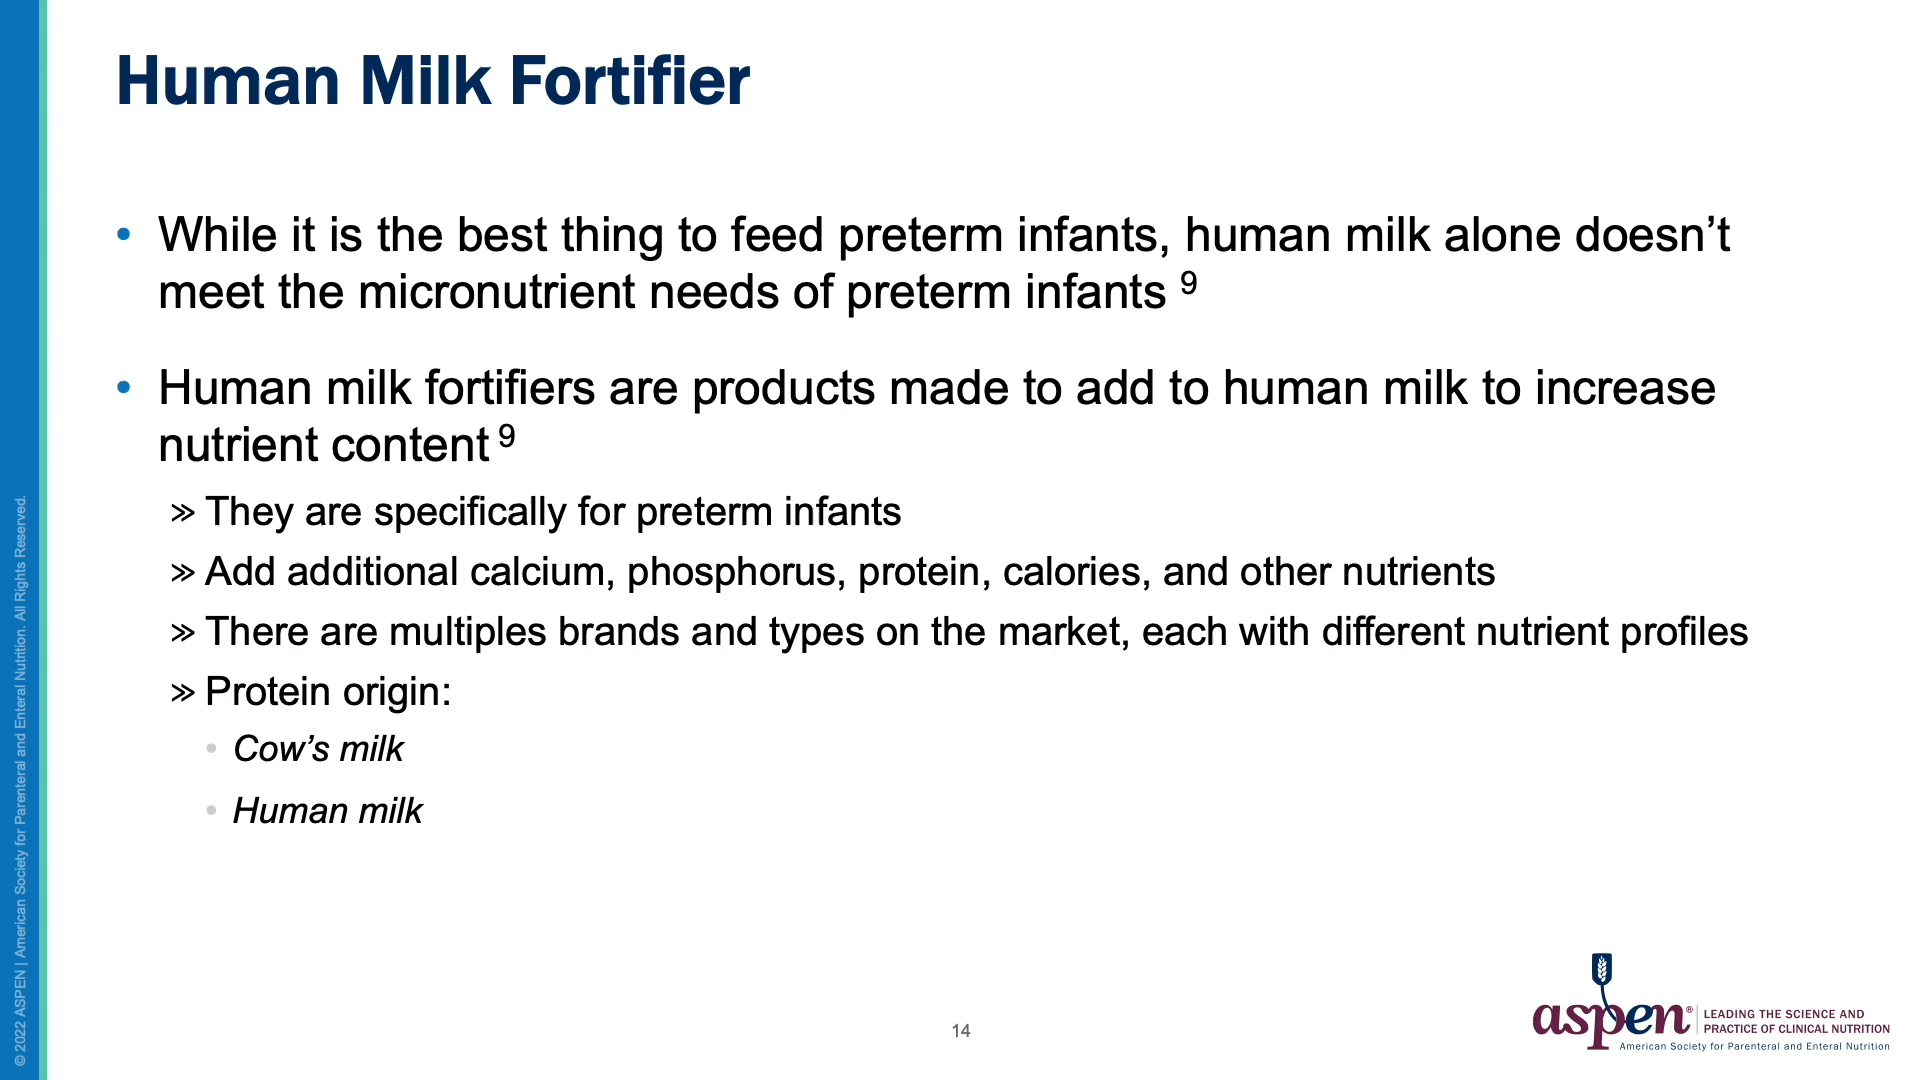 Human Milk Fortifier
• While it is the best thing to feed preterm infants, human milk alone doesn’t
meet the micronutrient needs of preterm infants 9
• Human milk fortifiers are products made to add to human milk to increase
nutrient content 9
» They are specifically for preterm infants
» Add additional calcium, phosphorus, protein, calories, and other nutrients
» There are multiples brands and types on the market, each with different nutrient profiles
» Protein origin:
• Cow’s milk
• Human milk
© 2022 ASPEN | American Society for Parenteral and Enteral Nutrition. All Rights Reserved.
14
aspen®
LEADING THE SCIENCE AND
PRACTICE OF CLINICAL NUTRITION
American Society for Parenteral and Enteral Nutrition